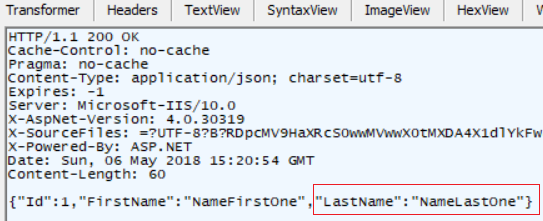 Transformer Headers TextView SyntaxView ImageView HexView
HTTP/1.1 200 OK
Cache-Control: no-cache
Pragma: no-cache
Content-Type: application/json; charset=utf-8
Expires: -1
Server: Microsoft-IIS/10.0
X-AspNet-Version: 4.0.30319
X-SourceFiles: =?UTF-8?B?RDpcMV9HaXRcS0wwMVwwX0tMXDA4X1dlYkFw
X-Powered-By: ASP.NET
Date: Sun, 06 May 2018 15:20:54 GMT
Content-Length: 60
{"Id":1,"FirstName":"NameFirstOne","LastName":"NameLastOne"}